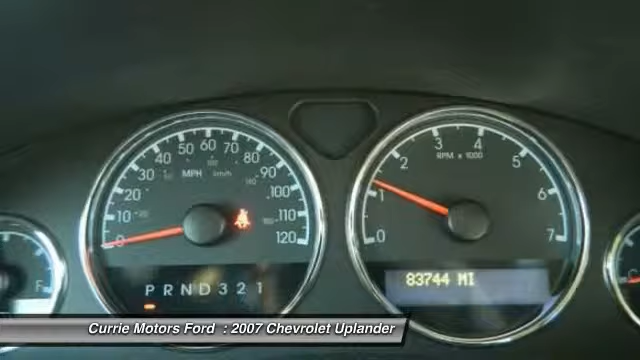 0 10 20 30 40 50 60 70 80 90 100 110 120
MPH km/h
P R N D 3 2 1
0 1 2 3 4 5 6 7
RPM x 1000
83744 MI
F
C
Currie Motors Ford : 2007 Chevrolet Uplander